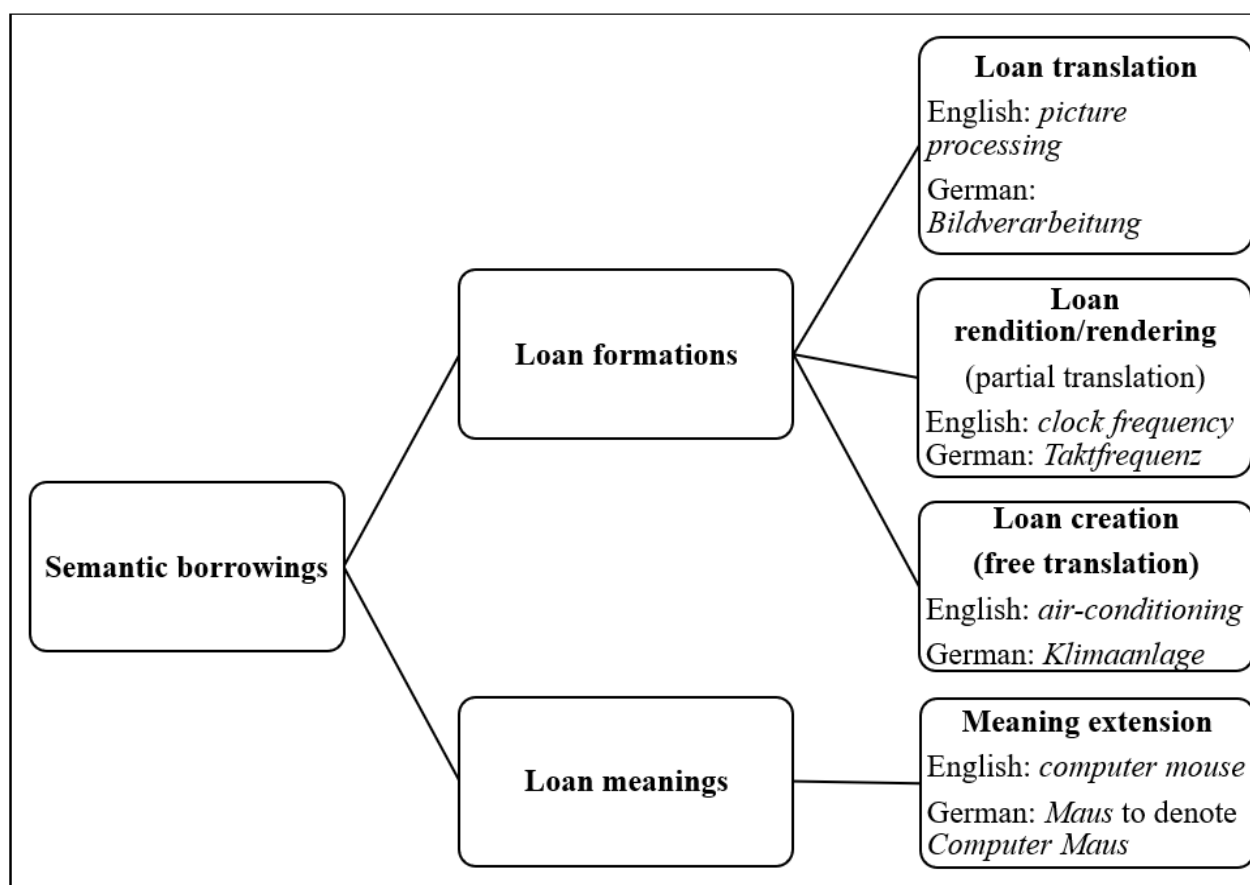 Semantic borrowings
Loan formations
Loan translation
English: picture
processing
German:
Bildverarbeitung
Loan
rendition/rendering
(partial translation)
English: clock frequency
German: Taktfrequenz
Loan creation
(free translation)
English: air-conditioning
German: Klimaanlage
Loan meanings
Meaning extension
English: computer mouse
German: Maus to denote
Computer Maus